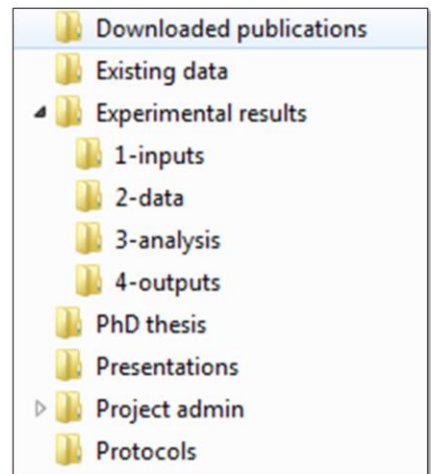 Downloaded publications
Existing data
Experimental results
1-inputs
2-data
3-analysis
4-outputs
PhD thesis
Presentations
Project admin
Protocols